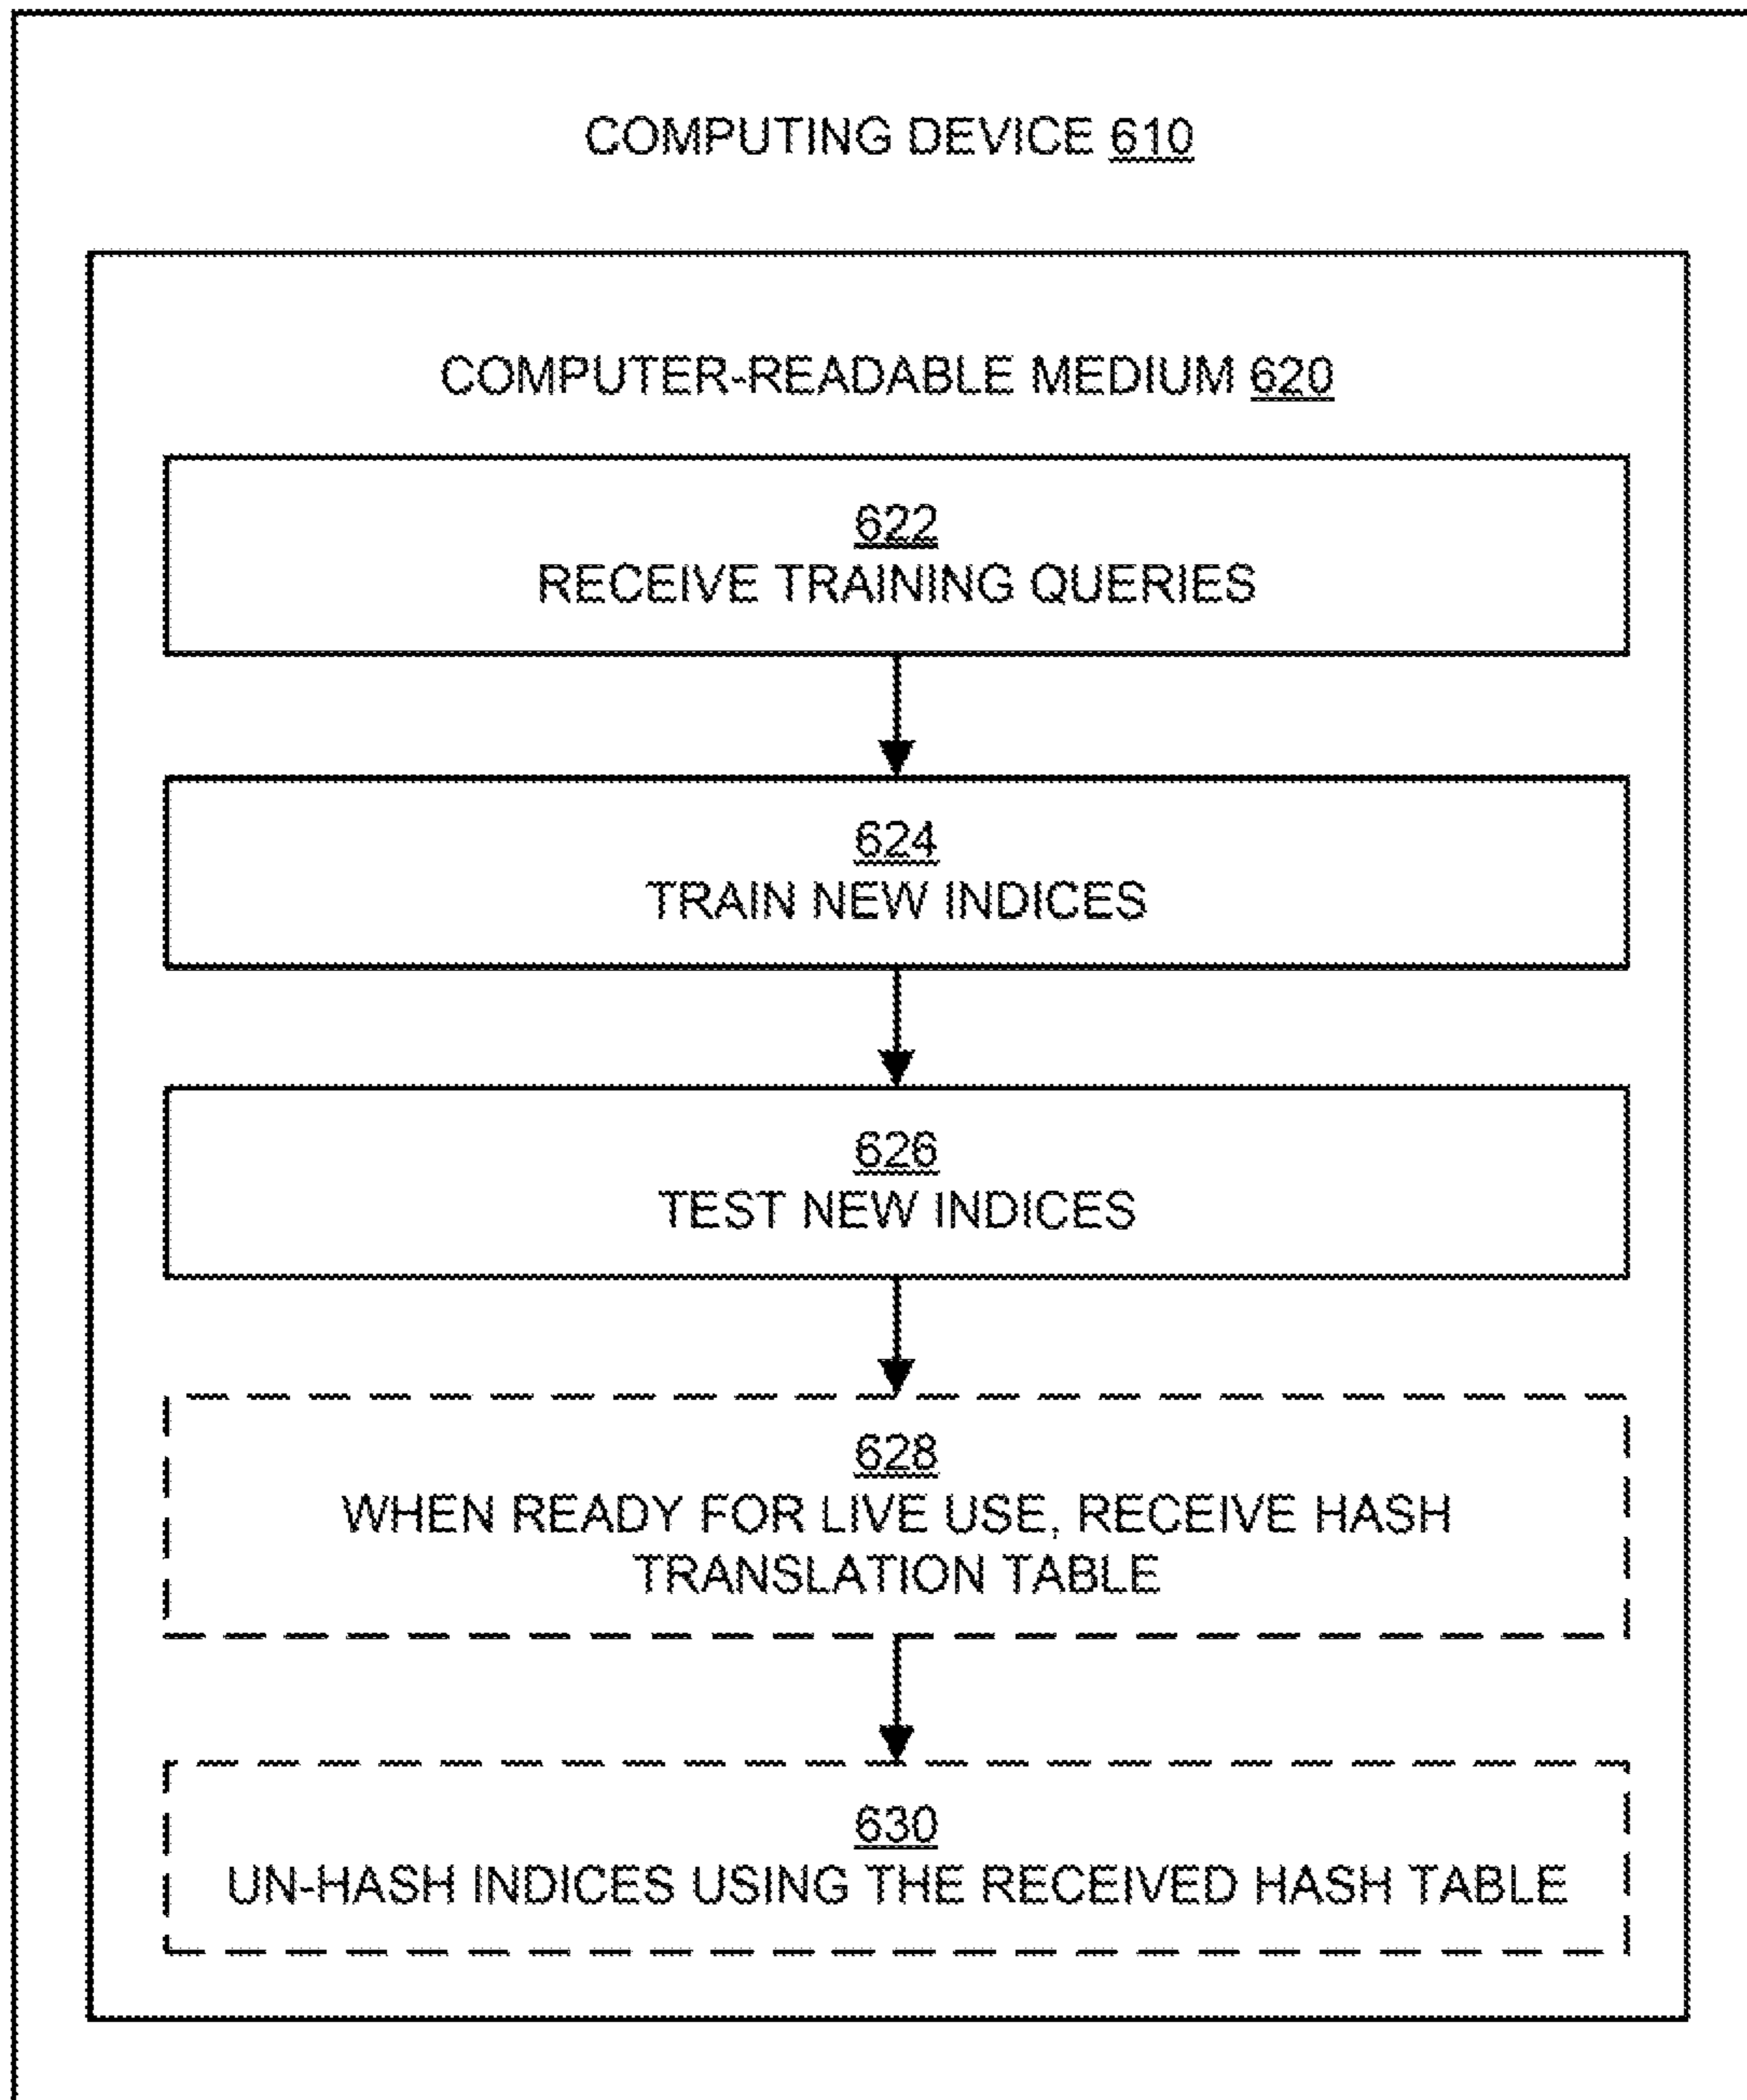 COMPUTING DEVICE 610
COMPUTER-READABLE MEDIUM 620
622
RECEIVE TRAINING QUERIES
624
TRAIN NEW INDICES
626
TEST NEW INDICES
628
WHEN READY FOR LIVE USE, RECEIVE HASH
TRANSLATION TABLE
630
UN-HASH INDICES USING THE RECEIVED HASH TABLE